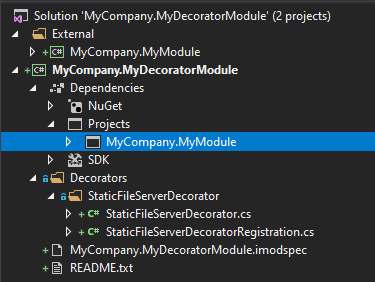 Solution 'MyCompany.MyDecoratorModule' (2 projects)
External
MyCompany.MyModule
MyCompany.MyDecoratorModule
Dependencies
NuGet
Projects
MyCompany.MyModule
SDK
Decorators
StaticFileServerDecorator
C# StaticFileServerDecorator.cs
C# StaticFileServerDecoratorRegistration.cs
MyCompany.MyDecoratorModule.imodspec
README.txt